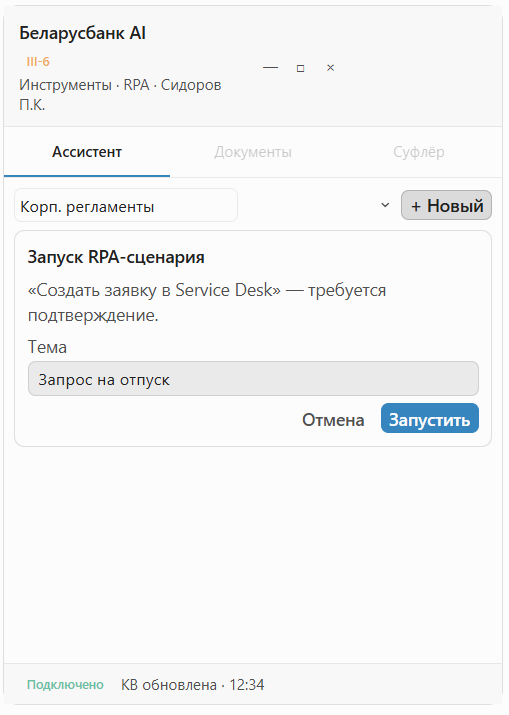 Беларусбанк AI
III-б
Инструменты · RPA · Сидоров
П.К.
Ассистент
Документы
Суфлёр
Корп. регламенты
+ Новый
Запуск RPA-сценария
«Создать заявку в Service Desk» — требуется
подтверждение.
Тема
Запрос на отпуск
Отмена
Запустить
Подключено
КВ обновлена · 12:34